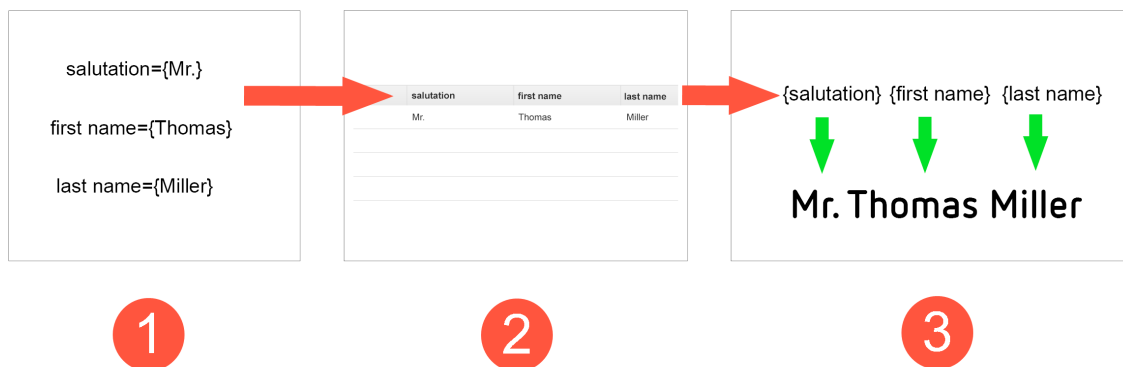 salutation={Mr.}
first name={Thomas}
last name={Miller}
salutation first name last name
Mr. Thomas Miller
{salutation} {first name} {last name}
Mr. Thomas Miller
1
2
3